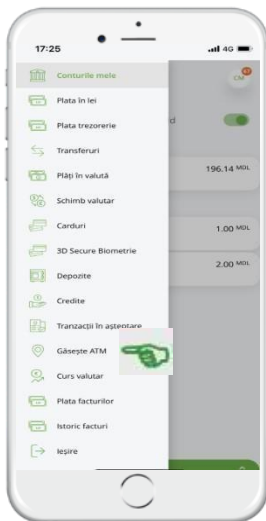 17:25 4G
Conturile mele
CM
Plata în lei
Plata trezorerie
d
Transferuri
Plăți în valută
196.14 MDL
Schimb valutar
Carduri
1.00 MDL
3D Secure Biometrie
Depozite
2.00 MDL
Credite
Tranzacții în așteptare
Găsește ATM
Curs valutar
Plata facturilor
Istoric facturi
Ieșire